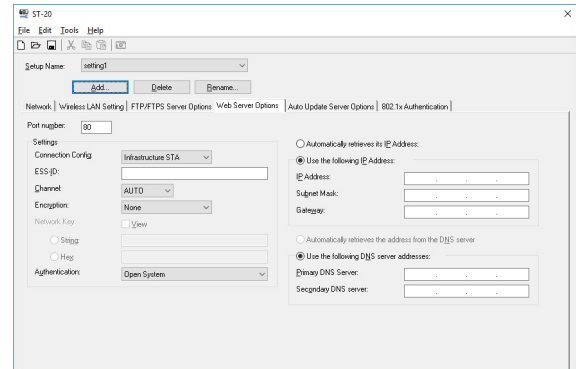 ST-20
File Edit Tools Help
Setup Name: setting1
Add... Delete Rename...
Network Wireless LAN Setting FTP/FTPS Server Options Web Server Options Auto Update Server Options 802.1x Authentication
Port number: 80
Settings
Connection Config: Infrastructure STA
ESS-ID:
Channel: AUTO
Encryption: None
Network Key: View
String:
Hex:
Authentication: Open System
Automatically retrieves its IP Address:
Use the following IP Address:
IP Address:
Subnet Mask:
Gateway:
Automatically retrieves the address from the DNS server
Use the following DNS server addresses:
Primary DNS Server:
Secondary DNS server: